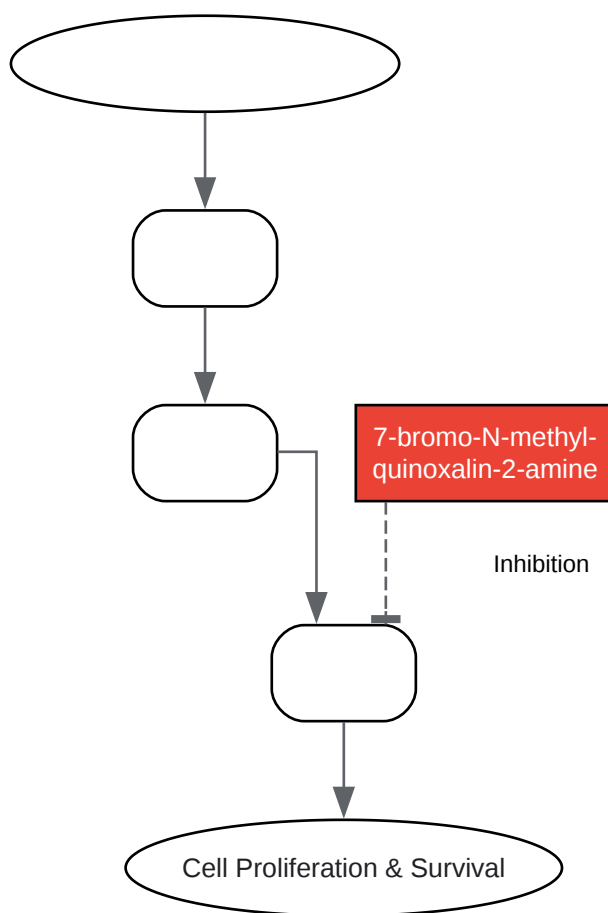 7-bromo-N-methyl-
quinoxalin-2-amine
Inhibition
Cell Proliferation & Survival